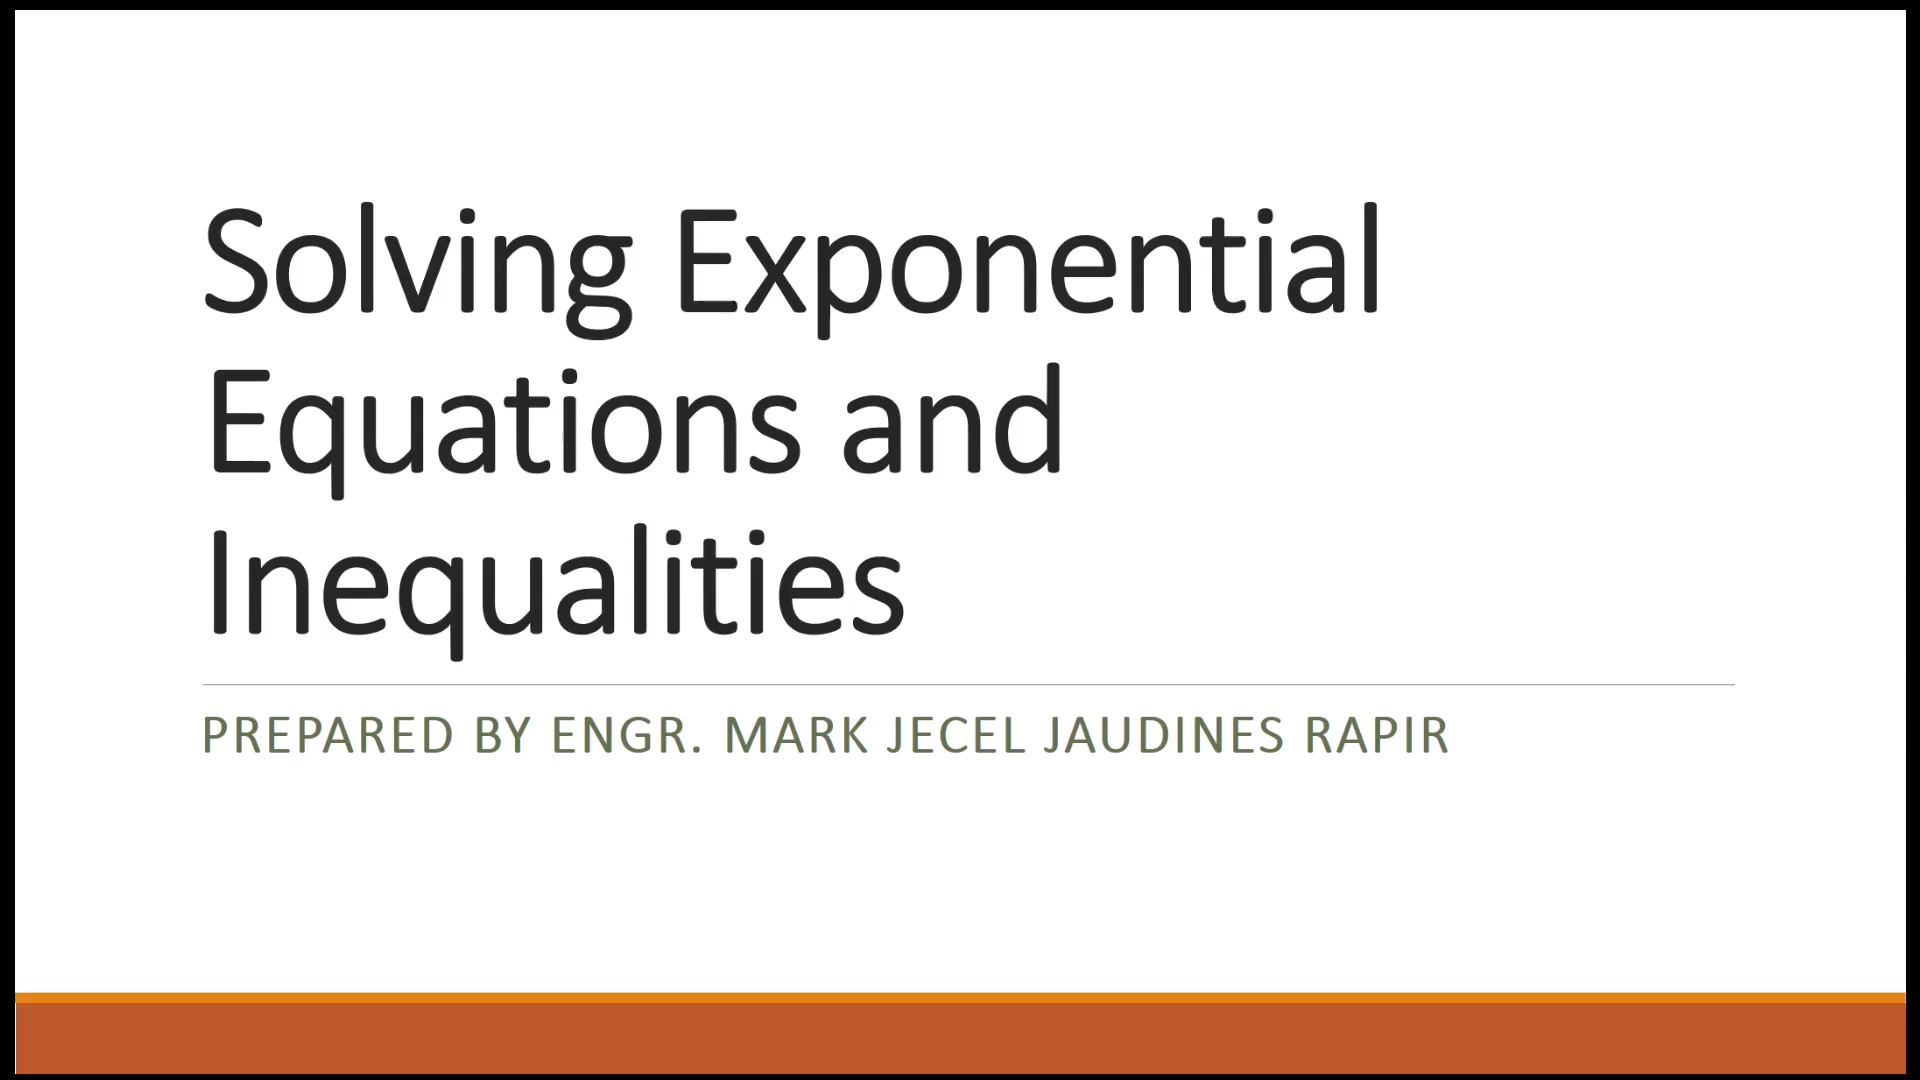 Solving Exponential
Equations and
Inequalities
PREPARED BY ENGR. MARK JECEL JAUDINES RAPIR